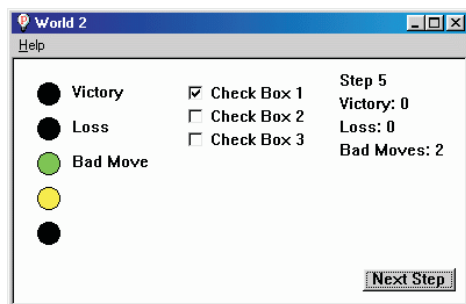 World 2
Help
Victory
Loss
Bad Move
Check Box 1
Check Box 2
Check Box 3
Step 5
Victory: 0
Loss: 0
Bad Moves: 2
Next Step